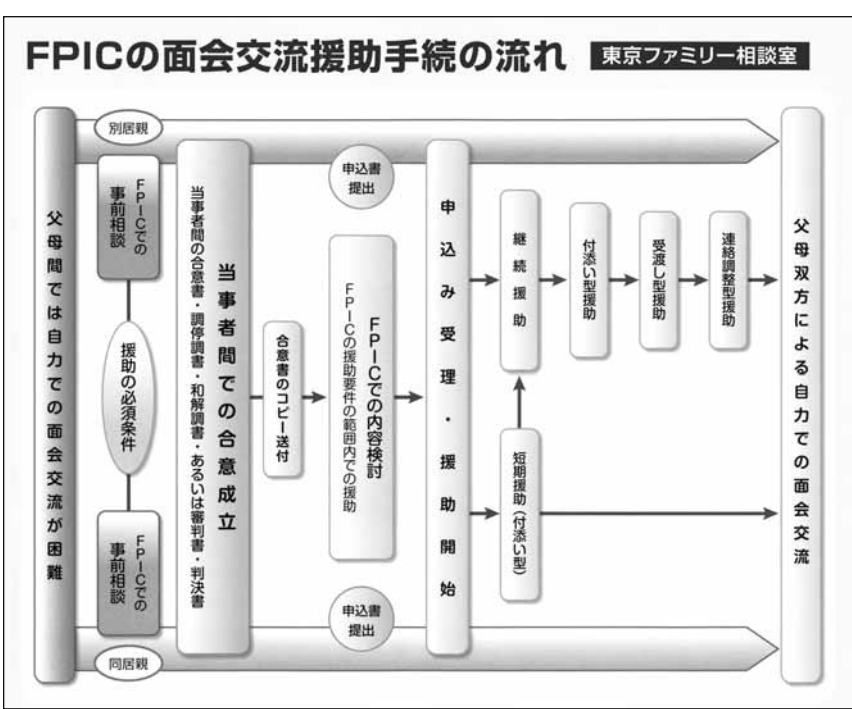 FPICの面会交流援助手続の流れ 東京ファミリー相談室
別居親
父母間では自力での面会交流が困難
FPICでの
事前相談
援助の必須条件
FPICでの
事前相談
同居親
当事者間での合意成立
当事者間の合意書・調停調書・和解調書・あるいは審判書・判決書
合意書のコピー送付
申込書
提出
FPICでの内容検討
FPICの援助要件の範囲内での援助
申込書
提出
申込み受理・援助開始
継続援助
付添い型援助
受渡し型援助
連絡調整型援助
短期援助(付添い型)
父母双方による自力での面会交流